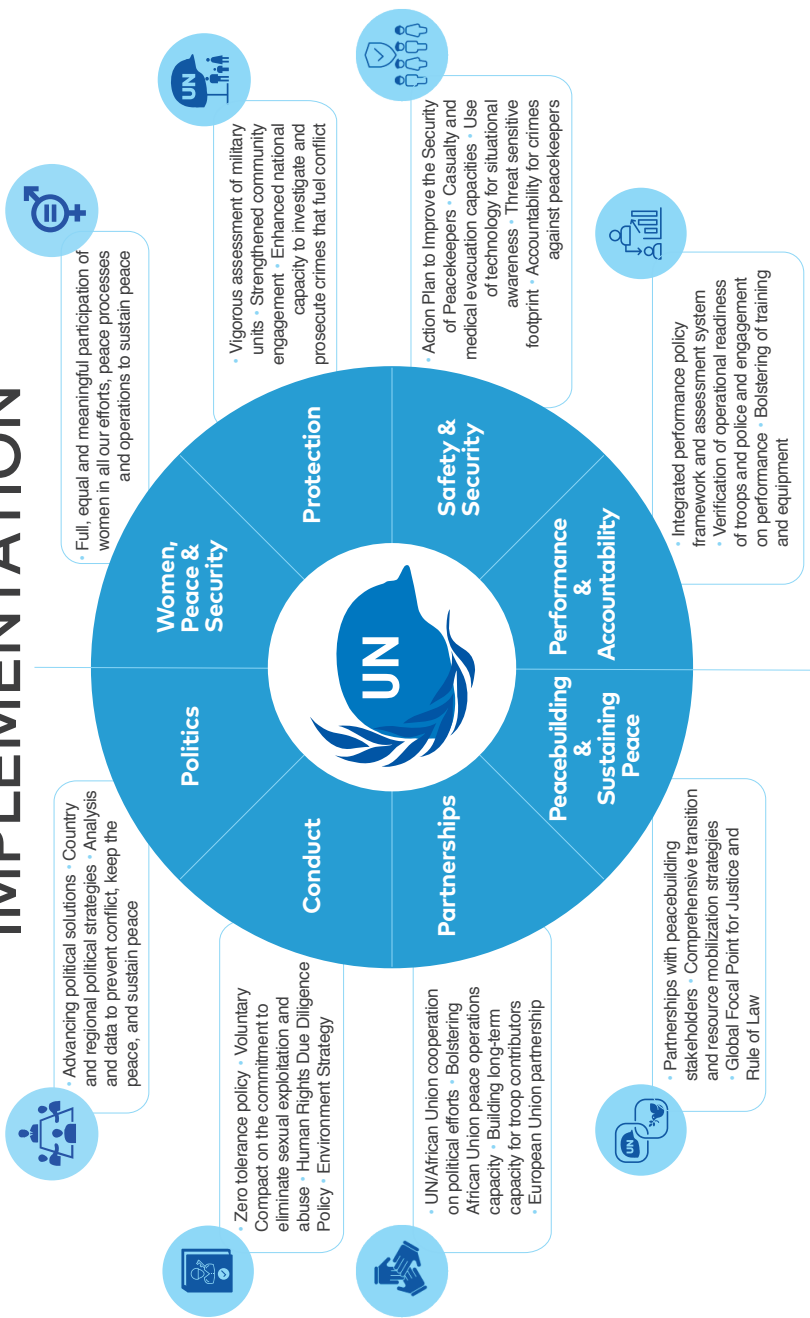 IMPLEMENTATION
• Advancing political solutions • Country
and regional political strategies • Analysis
and data to prevent conflict, keep the
peace, and sustain peace
• Full, equal and meaningful participation of
women in all our efforts, peace processes
and operations to sustain peace
Politics
Women,
Peace &
Security
• Zero tolerance policy • Voluntary
Compact on the commitment to
eliminate sexual exploitation and
abuse • Human Rights Due Diligence
Policy • Environment Strategy
Conduct
Protection
• Vigorous assessment of military
units • Strengthened community
engagement • Enhanced national
capacity to investigate and
prosecute crimes that fuel conflict
UN
UN
• UN/African Union cooperation
on political efforts • Bolstering
African Union peace operations
capacity • Building long-term
capacity for troop contributors
• European Union partnership
Partnerships
Safety &
Security
• Action Plan to Improve the Security
of Peacekeepers • Casualty and
medical evacuation capacities • Use
of technology for situational
awareness • Threat sensitive
footprint • Accountability for crimes
against peacekeepers
Peacebuilding
&
Sustaining
Peace
Performance
&
Accountability
UN
• Partnerships with peacebuilding
stakeholders • Comprehensive transition
and resource mobilization strategies
• Global Focal Point for Justice and
Rule of Law
• Integrated performance policy
framework and assessment system
• Verification of operational readiness
of troops and police and engagement
on performance • Bolstering of training
and equipment